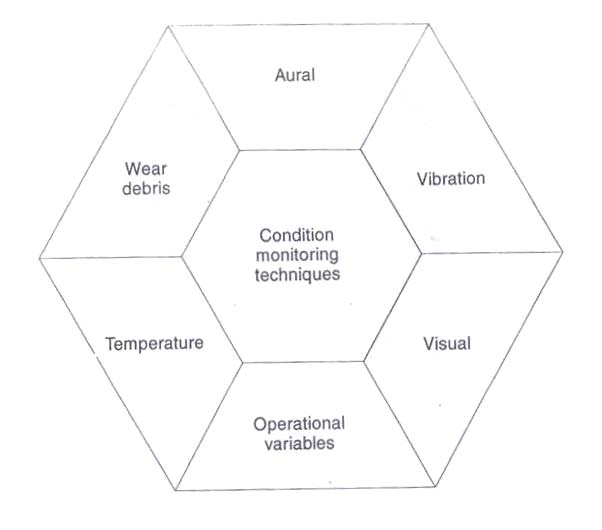 Aural
Wear
debris
Vibration
Condition
monitoring
techniques
Temperature
Visual
Operational
variables